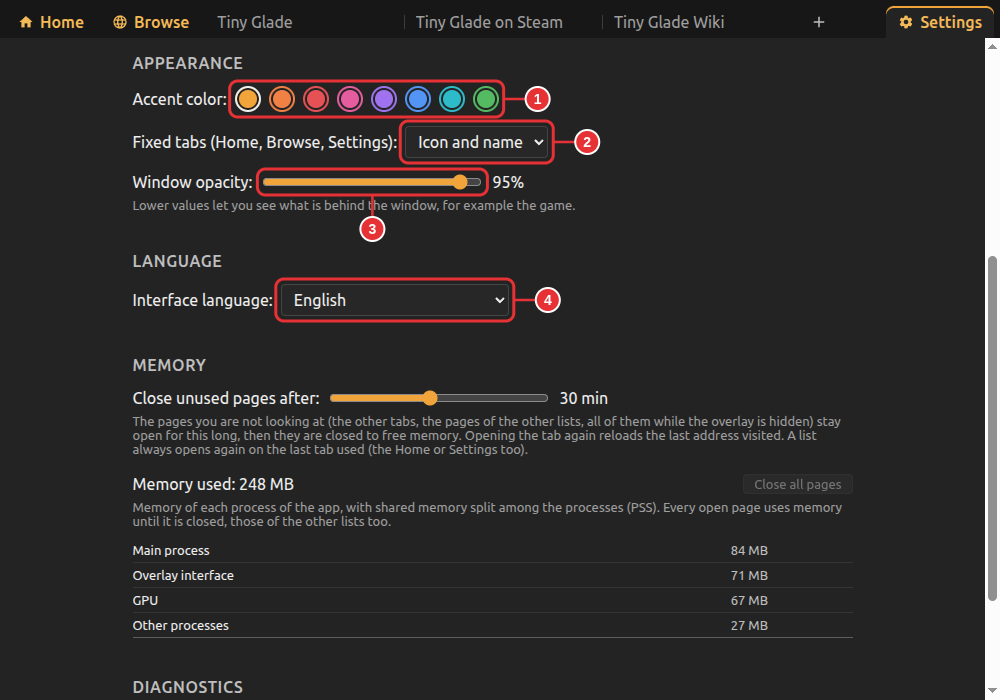 Home Browse Tiny Glade Tiny Glade on Steam Tiny Glade Wiki + Settings
APPEARANCE
Accent color: 1
Fixed tabs (Home, Browse, Settings): Icon and name 2
Window opacity: 95%
Lower values let you see what is behind the window, for example the game.
3
LANGUAGE
Interface language: English 4
MEMORY
Close unused pages after: 30 min
The pages you are not looking at (the other tabs, the pages of the other lists, all of them while the overlay is hidden) stay
open for this long, then they are closed to free memory. Opening the tab again reloads the last address visited. A list
always opens again on the last tab used (the Home or Settings too).
Memory used: 248 MB Close all pages
Memory of each process of the app, with shared memory split among the processes (PSS). Every open page uses memory
until it is closed, those of the other lists too.
Main process 84 MB
Overlay interface 71 MB
GPU 67 MB
Other processes 27 MB
DIAGNOSTICS